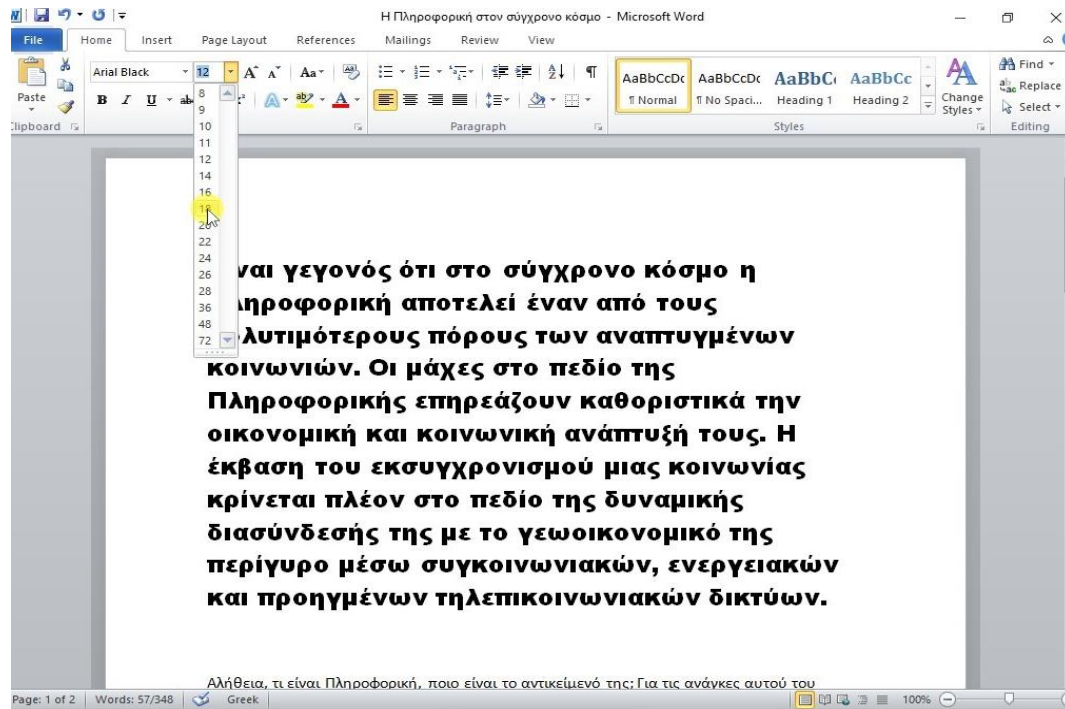 Η Πληροφορική στον σύγχρονο κόσμο - Microsoft Word
File Home Insert Page Layout References Mailings Review View
Paste
Clipboard
Arial Black 12
B I U
Aa
8
9
10
11
12
14
16
18
20
22
24
26
28
36
48
72
Paragraph
AaBbCcDc AaBbCcDc AaBbCc AaBbCc
¶ Normal ¶ No Spaci... Heading 1 Heading 2
Change Styles
Styles
Find
Replace
Select
Editing
γεγονός ότι στο σύγχρονο κόσμο η
αποτελεί έναν από τους
πόρους των αναπτυγμένων
κοινωνιών. Οι μάχες στο πεδίο της
Πληροφορικής επηρεάζουν καθοριστικά την
οικονομική και κοινωνική ανάπτυξή τους. Η
έκβαση του εκσυγχρονισμού μιας κοινωνίας
κρίνεται πλέον στο πεδίο της δυναμικής
διασύνδεσής της με το γεωοικονομικό της
περίγυρο μέσω συγκοινωνιακών, ενεργειακών
και προηγμένων τηλεπικοινωνιακών δικτύων.
Αλήθεια, τι είναι Πληροφορική, ποιο είναι το αντικείμενό της; Για τις ανάγκες αυτού του
Page: 1 of 2 Words: 57/348 Greek 100%